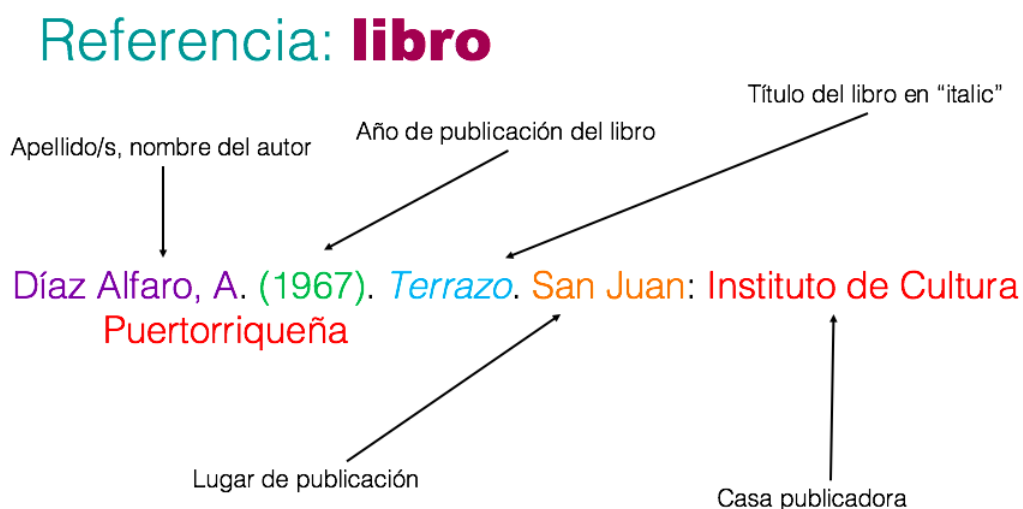 Referencia: libro
Título del libro en “italic”
Año de publicación del libro
Apellido/s, nombre del autor
Díaz Alfaro, A. (1967). Terrazo. San Juan: Instituto de Cultura
Puertorriqueña
Lugar de publicación
Casa publicadora